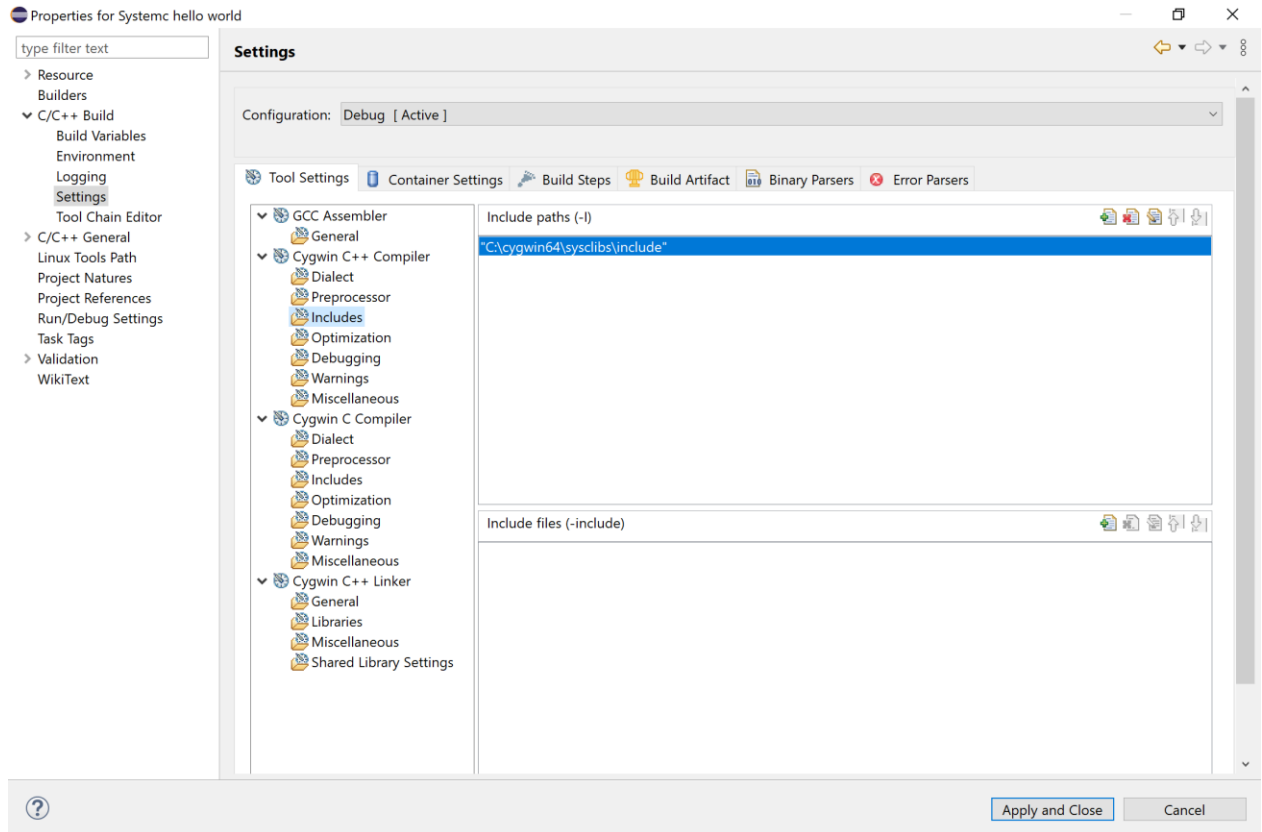 Properties for Systemc hello world
type filter text
Settings
Resource
Builders
C/C++ Build
Build Variables
Environment
Logging
Settings
Tool Chain Editor
C/C++ General
Linux Tools Path
Project Natures
Project References
Run/Debug Settings
Task Tags
Validation
WikiText
Configuration: Debug [ Active ]
Tool Settings Container Settings Build Steps Build Artifact Binary Parsers Error Parsers
GCC Assembler
General
Cygwin C++ Compiler
Dialect
Preprocessor
Includes
Optimization
Debugging
Warnings
Miscellaneous
Cygwin C Compiler
Dialect
Preprocessor
Includes
Optimization
Debugging
Warnings
Miscellaneous
Cygwin C++ Linker
General
Libraries
Miscellaneous
Shared Library Settings
Include paths (-I)
"C:\cygwin64\sysclibs\include"
Include files (-include)
?
Apply and Close Cancel